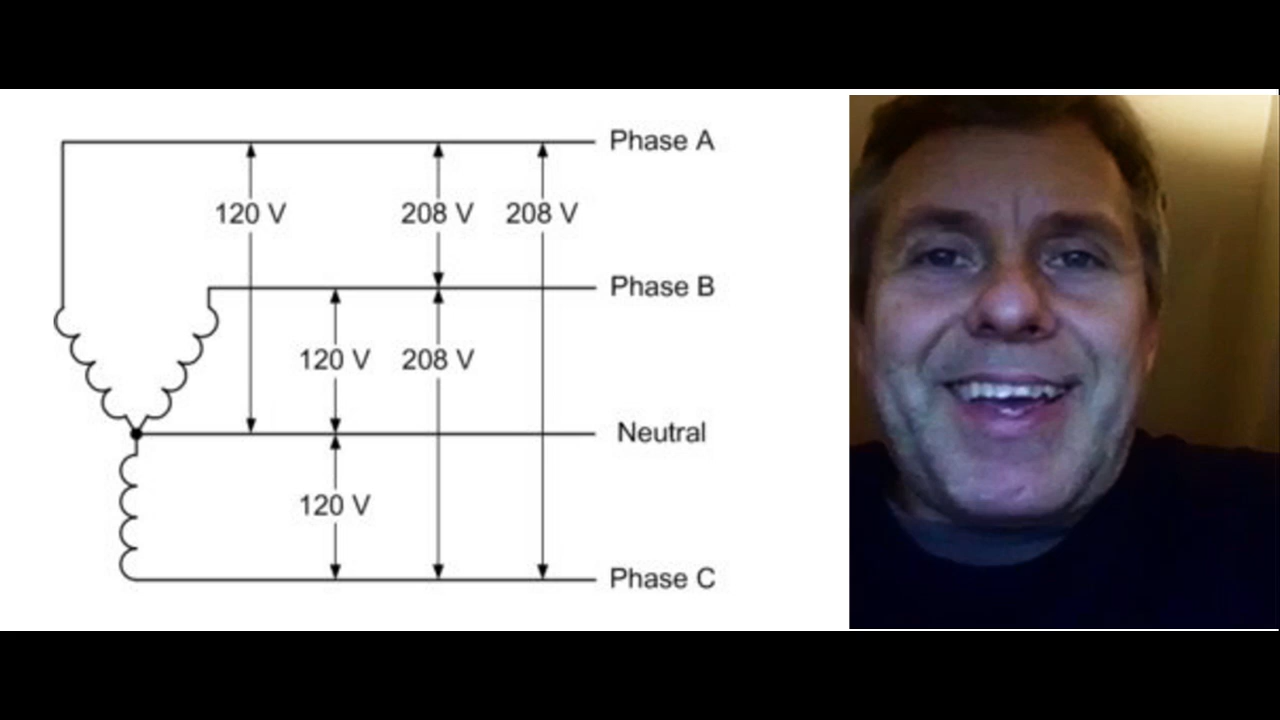 Phase A
120 V 208 V 208 V
Phase B
120 V 208 V
Neutral
120 V
Phase C